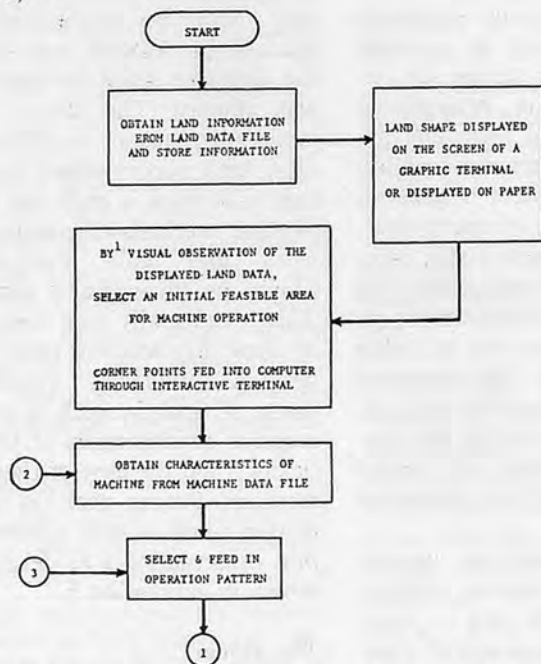 START
OBTAIN LAND INFORMATION
EROM LAND DATA FILE
AND STORE INFORMATION
LAND SHAPE DISPLAYED
ON THE SCREEN OF A
GRAPHIC TERMINAL
OR DISPLAYED ON PAPER
BY1 VISUAL OBSERVATION OF THE
DISPLAYED LAND DATA,
SELECT AN INITIAL FEASIBLE AREA
FOR MACHINE OPERATION
CORNER POINTS FED INTO COMPUTER
THROUGH INTERACTIVE TERMINAL
2
OBTAIN CHARACTERISTICS OF
MACHINE FROM MACHINE DATA FILE
3
SELECT & FEED IN
OPERATION PATTERN
1